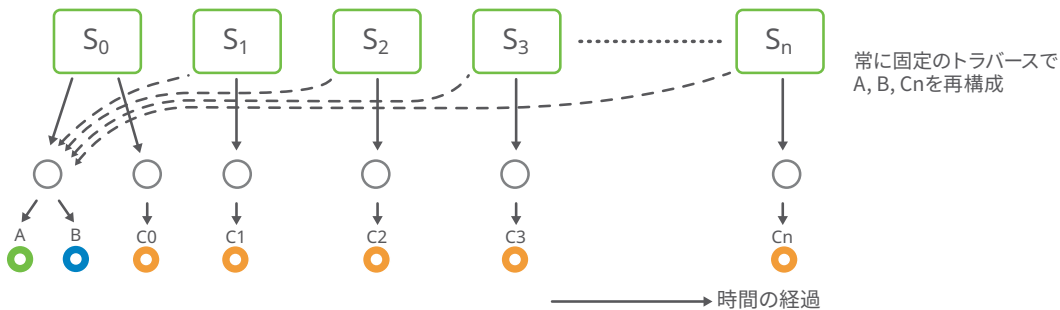 S0
S1
S2
S3
Sn
常に固定のトラバースで
A, B, Cnを再構成
A
B
C0
C1
C2
C3
Cn
時間の経過